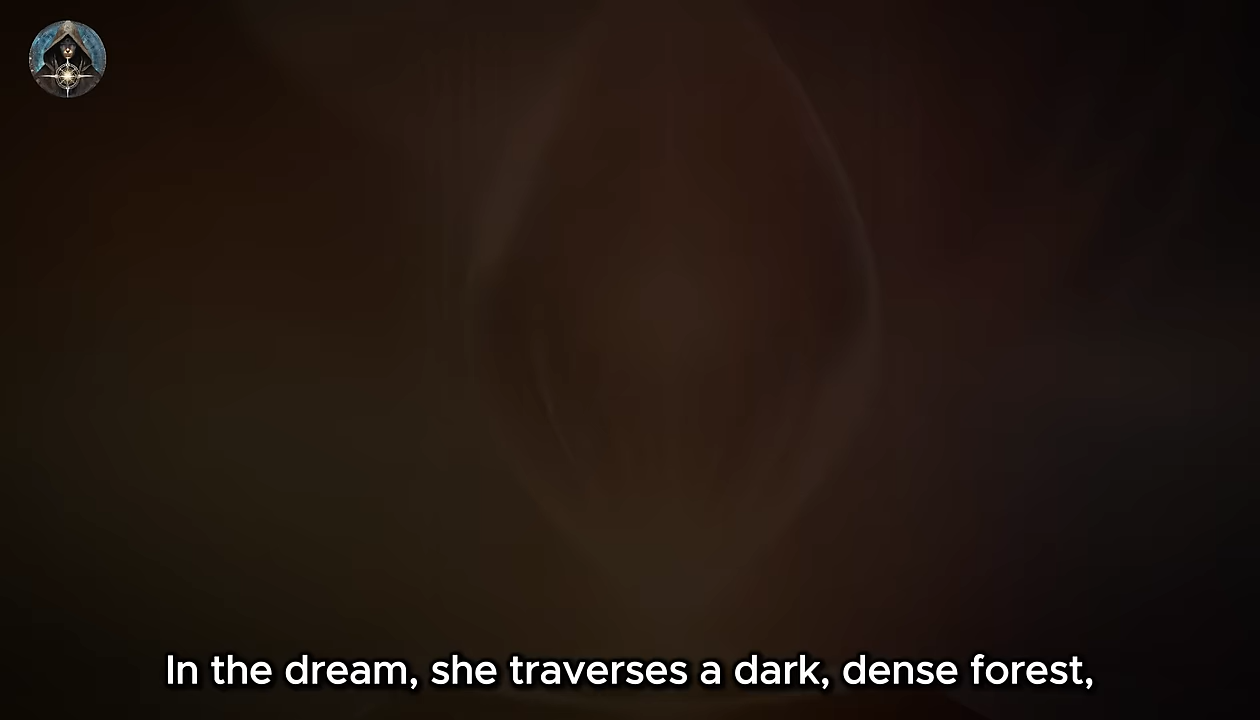 In the dream, she traverses a dark, dense forest,